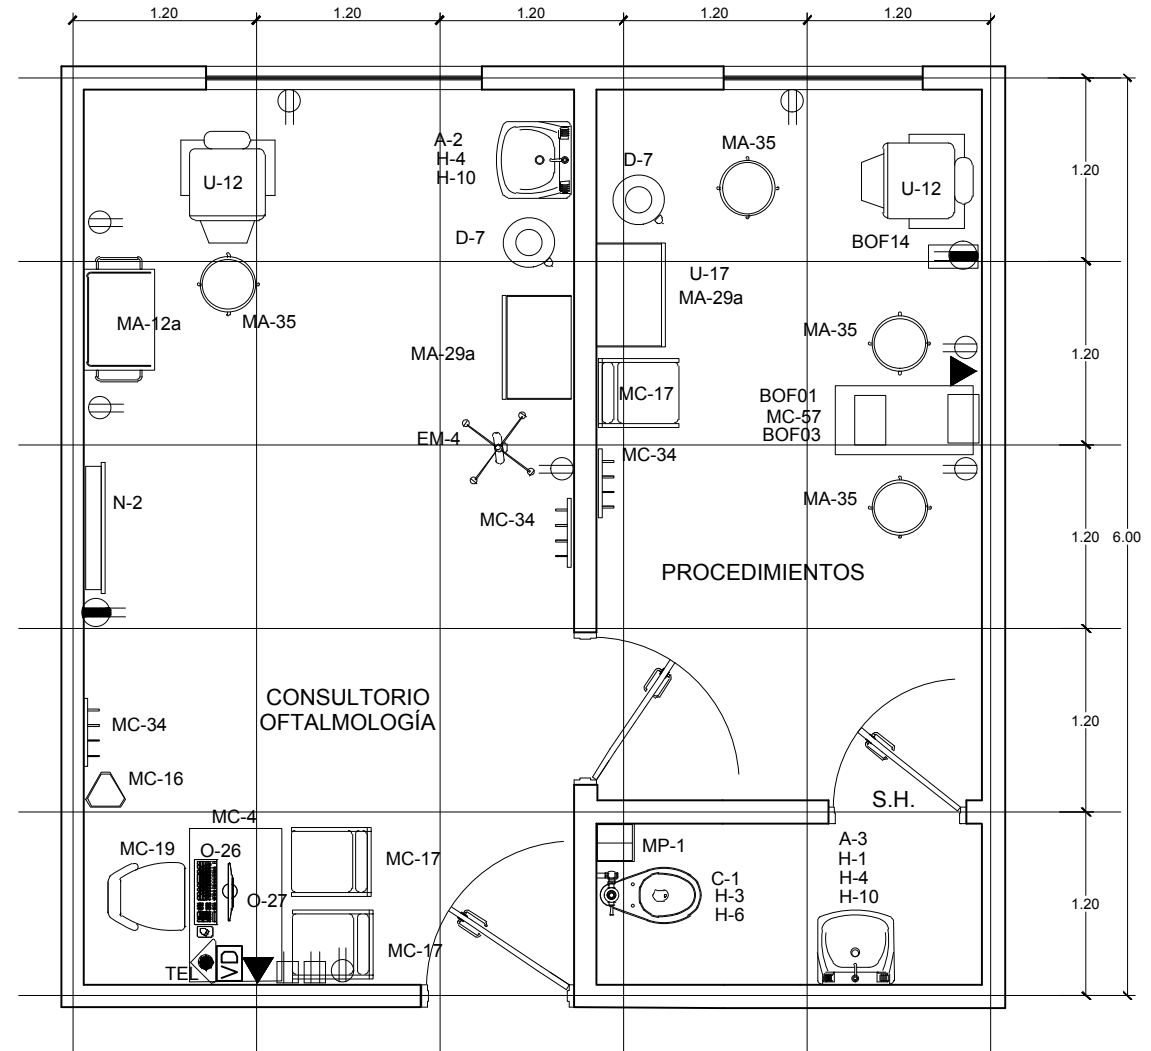 1.20
1.20
1.20
1.20
1.20
A-2
H-4
H-10
U-12
D-7
MA-12a
MA-35
MA-29a
EM-4
MC-34
N-2
CONSULTORIO
OFTALMOLOGÍA
MC-34
MC-16
MC-4
MC-19
O-26
O-27
MC-17
MC-17
TEL
VD
D-7
MA-35
U-12
BOF14
U-17
MA-29a
MA-35
MC-17
BOF01
MC-57
BOF03
MC-34
MA-35
PROCEDIMIENTOS
S.H.
MP-1
C-1
H-3
H-6
A-3
H-1
H-4
H-10
1.20
1.20
1.20
6.00
1.20
1.20